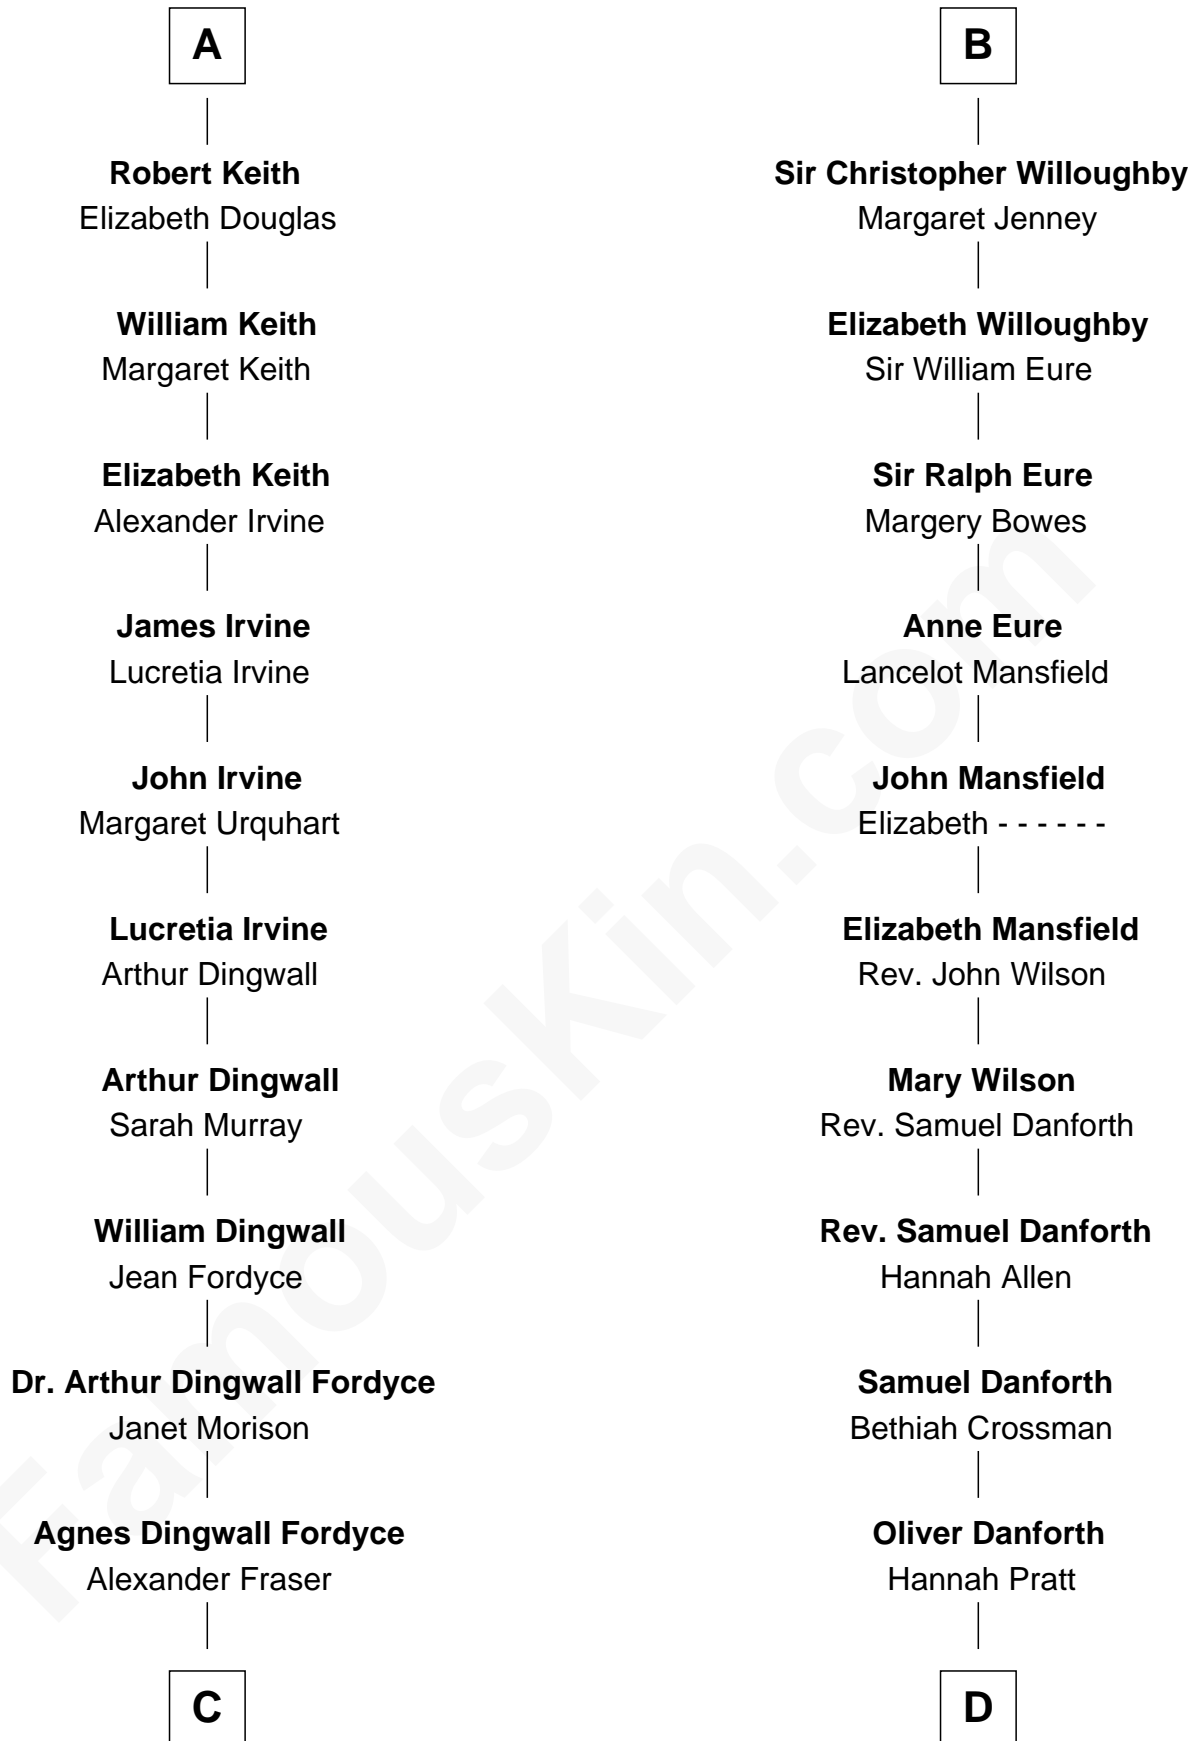 A
Robert Keith
Elizabeth Douglas
William Keith
Margaret Keith
Elizabeth Keith
Alexander Irvine
James Irvine
Lucretia Irvine
John Irvine
Margaret Urquhart
Lucretia Irvine
Arthur Dingwall
Arthur Dingwall
Sarah Murray
William Dingwall
Jean Fordyce
Dr. Arthur Dingwall Fordyce
Janet Morison
Agnes Dingwall Fordyce
Alexander Fraser
C
B
Sir Christopher Willoughby
Margaret Jenney
Elizabeth Willoughby
Sir William Eure
Sir Ralph Eure
Margery Bowes
Anne Eure
Lancelot Mansfield
John Mansfield
Elizabeth - - - - - -
Elizabeth Mansfield
Rev. John Wilson
Mary Wilson
Rev. Samuel Danforth
Rev. Samuel Danforth
Hannah Allen
Samuel Danforth
Bethiah Crossman
Oliver Danforth
Hannah Pratt
D
FamousKin.com